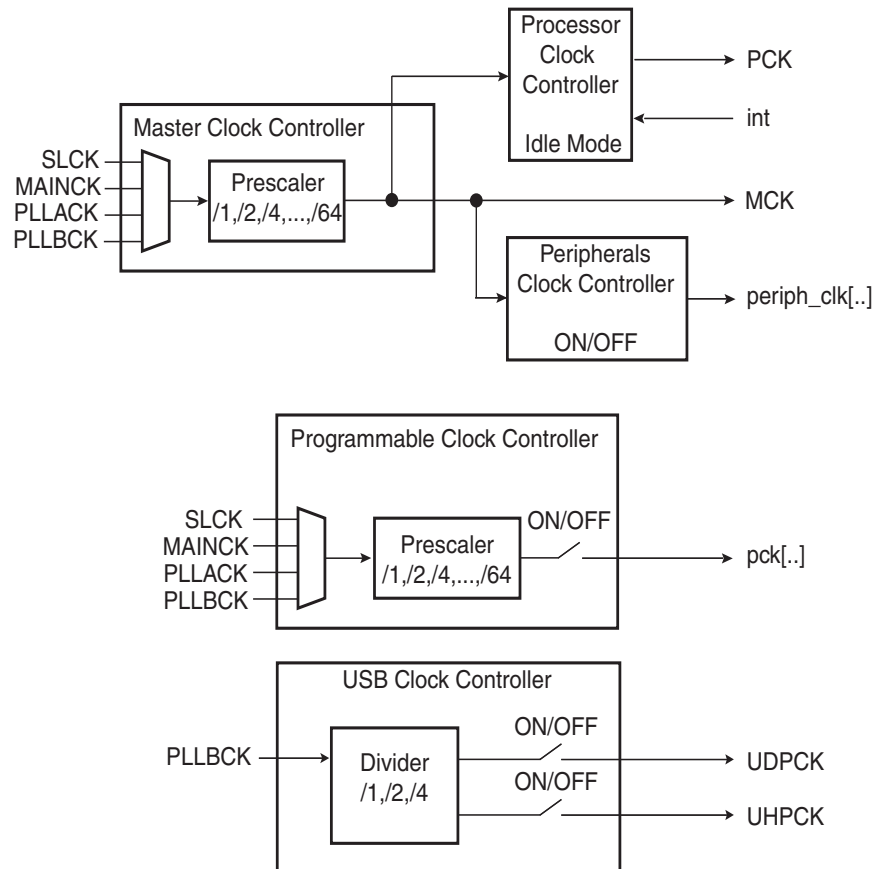 Processor
Clock
Controller
Idle Mode
PCK
int
Master Clock Controller
SLCK
MAINCK
PLLACK
PLLBCK
Prescaler
/1,/2,/4,...,/64
MCK
Peripherals
Clock Controller
ON/OFF
periph_clk[..]
Programmable Clock Controller
SLCK
MAINCK
PLLACK
PLLBCK
Prescaler
/1,/2,/4,...,/64
ON/OFF
pck[..]
USB Clock Controller
PLLBCK
Divider
/1,/2,/4
ON/OFF
UDPCK
ON/OFF
UHPCK